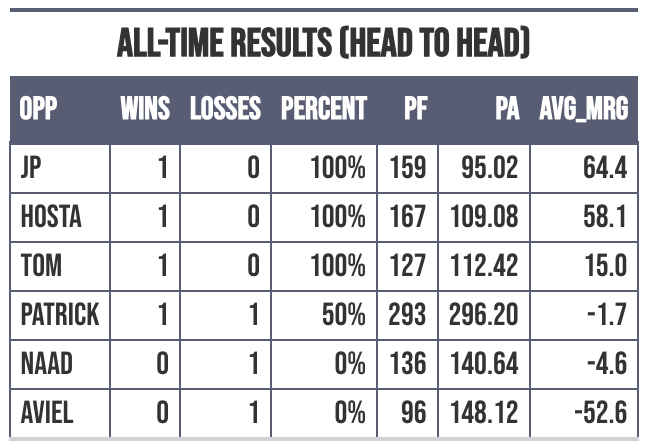 ALL-TIME RESULTS (HEAD TO HEAD)
OPP WINS LOSSES PERCENT PF PA AVG_MRG
JP 1 0 100% 159 95.02 64.4
HOSTA 1 0 100% 167 109.08 58.1
TOM 1 0 100% 127 112.42 15.0
PATRICK 1 1 50% 293 296.20 -1.7
NAAD 0 1 0% 136 140.64 -4.6
AVIEL 0 1 0% 96 148.12 -52.6